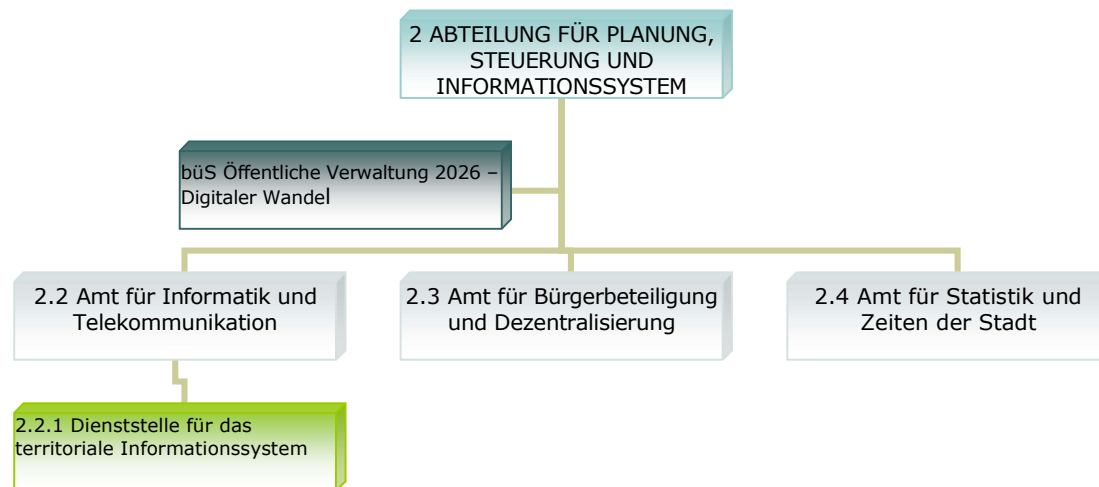 2 ABTEILUNG FÜR PLANUNG,
STEUERUNG UND
INFORMATIONSSYSTEM
büS Öffentliche Verwaltung 2026 –
Digitaler Wandel
2.2 Amt für Informatik und
Telekommunikation
2.3 Amt für Bürgerbeteiligung
und Dezentralisierung
2.4 Amt für Statistik und
Zeiten der Stadt
2.2.1 Dienststelle für das
territoriale Informationssystem